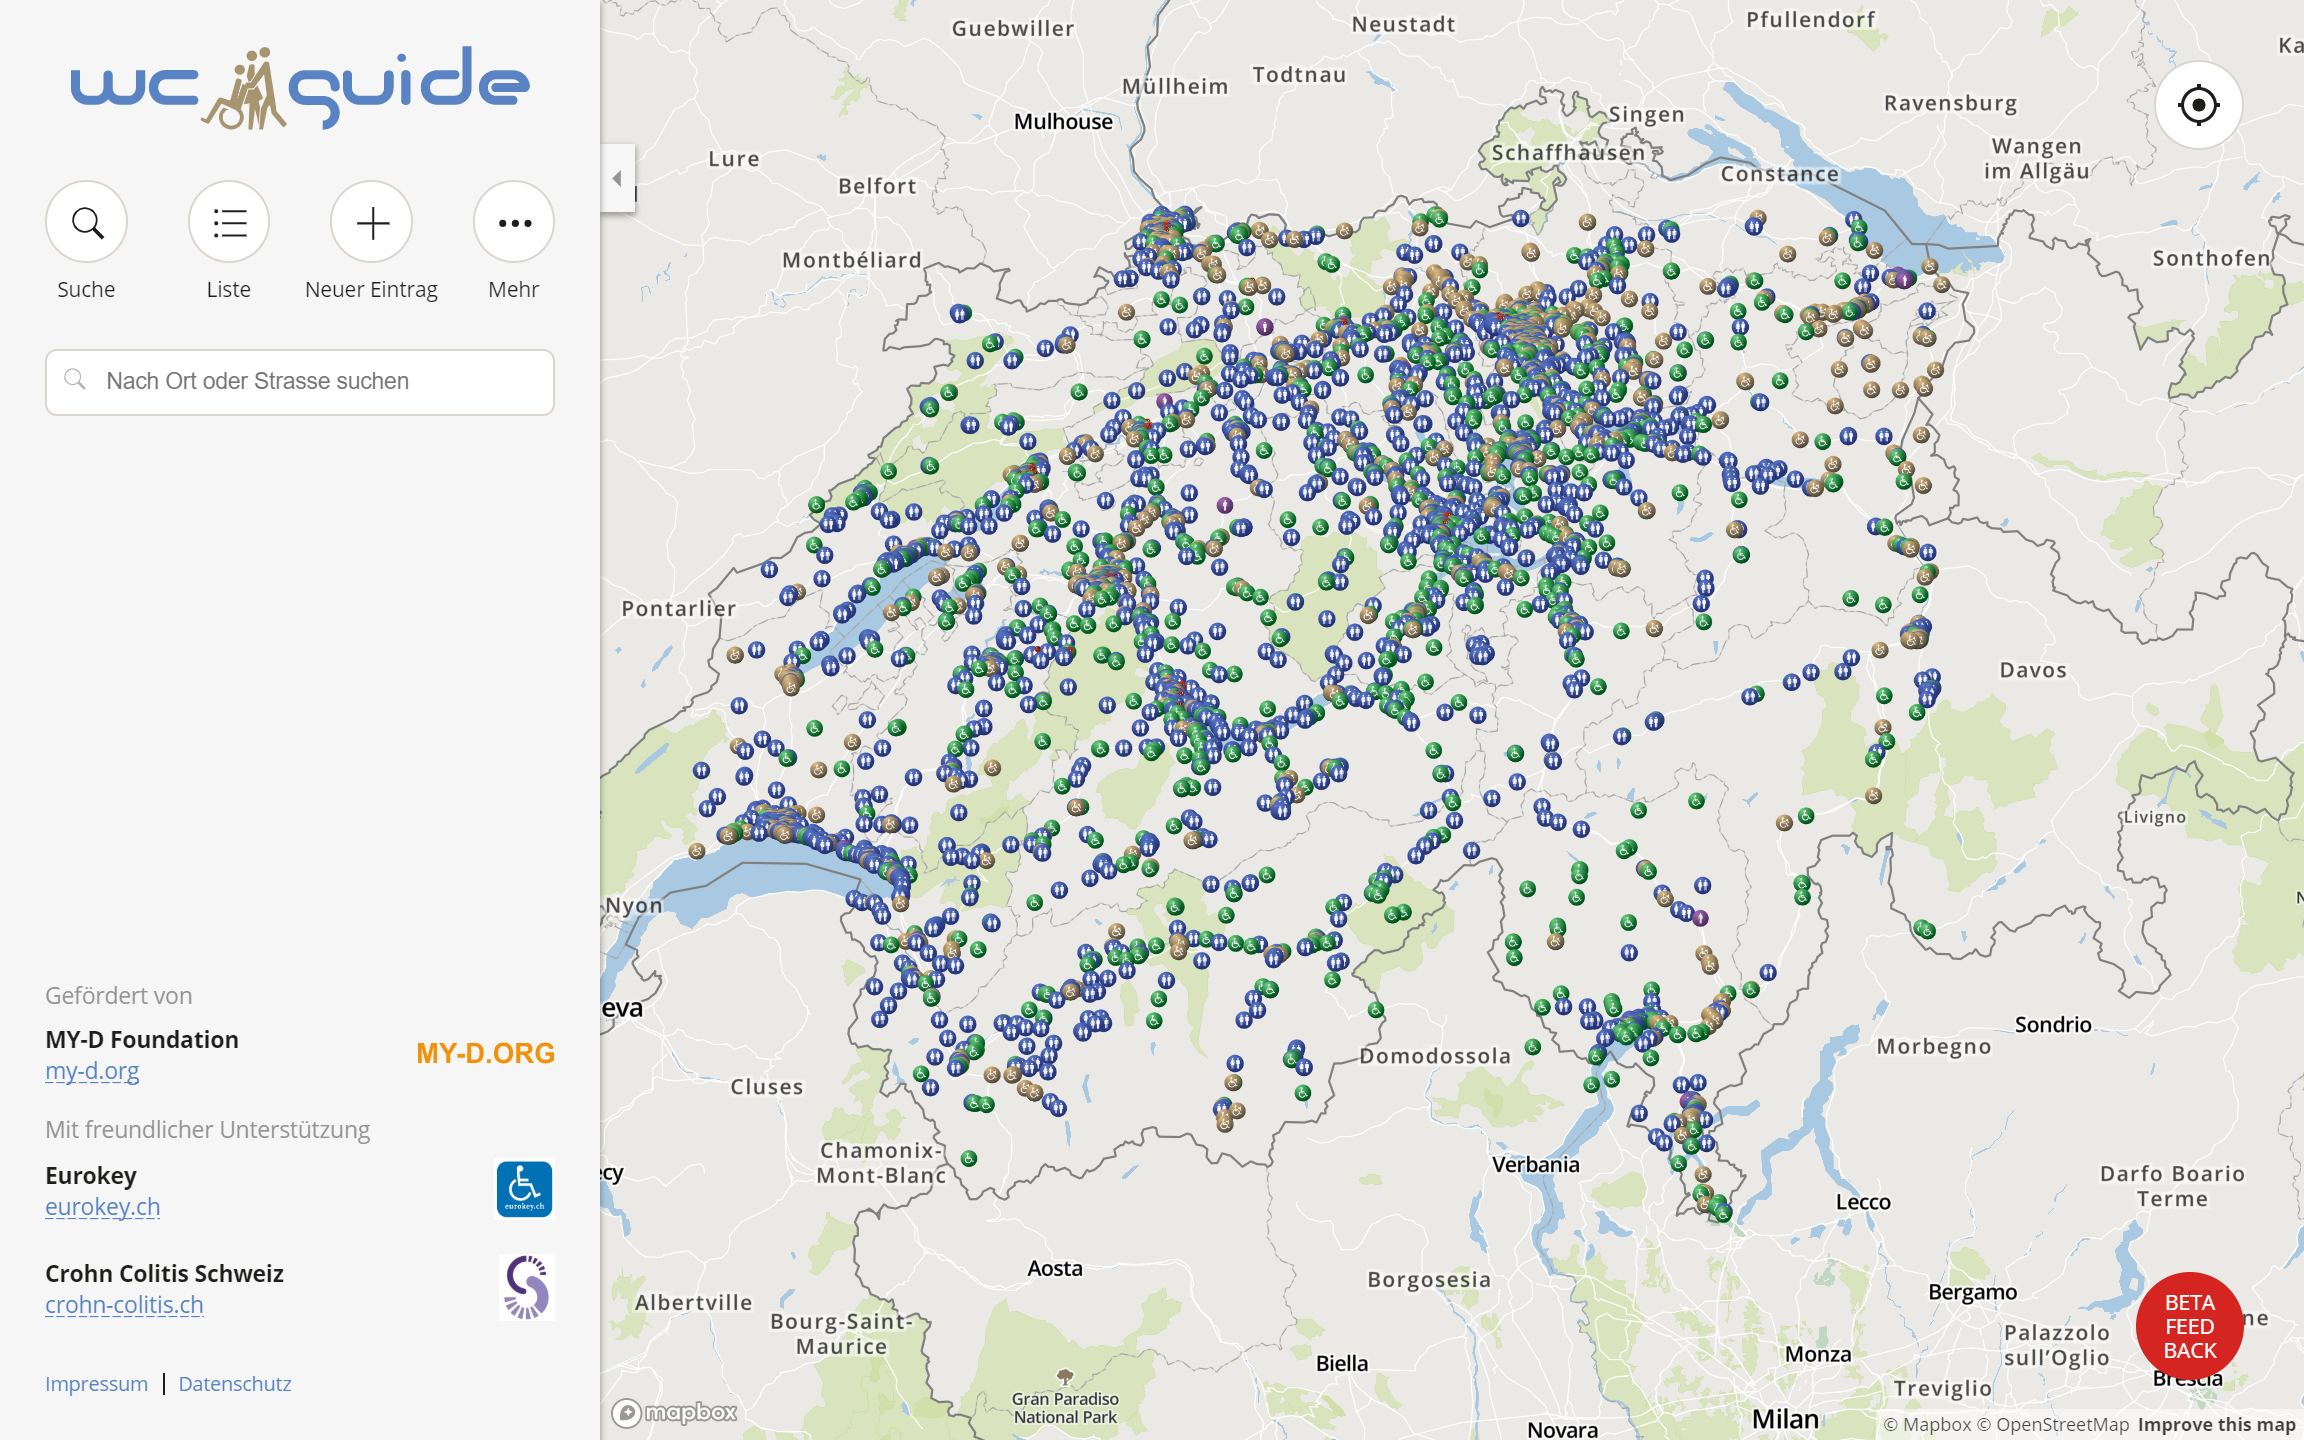 wc guide
Suche
Liste
Neuer Eintrag
Mehr
Nach Ort oder Strasse suchen
Gefördert von
MY-D Foundation
my-d.org
MY-D.ORG
Mit freundlicher Unterstützung
Eurokey
eurokey.ch
eurokey.ch
Crohn Colitis Schweiz
crohn-colitis.ch
Impressum | Datenschutz
Guebwiller
Neustadt
Pfullendorf
Ka
Müllheim
Todtnau
Mulhouse
Singen
Ravensburg
Lure
Schaffhausen
Wangen
im Allgäu
Constance
Belfort
Montbéliard
Sonthofen
Pontarlier
Davos
Livigno
Nyon
eva
Sondrio
Morbegno
Domodossola
Cluses
Chamonix-
Mont-Blanc
ecy
Verbania
Darfo Boario
Terme
Lecco
Aosta
Borgosesia
Bergamo
Albertville
Bourg-Saint-
Maurice
BETA
FEED
BACK
ne
Palazzolo
sull'Oglio
Monza
Biella
Brescia
Treviglio
Gran Paradiso
National Park
mapbox
Milan
Novara
© Mapbox © OpenStreetMap Improve this map